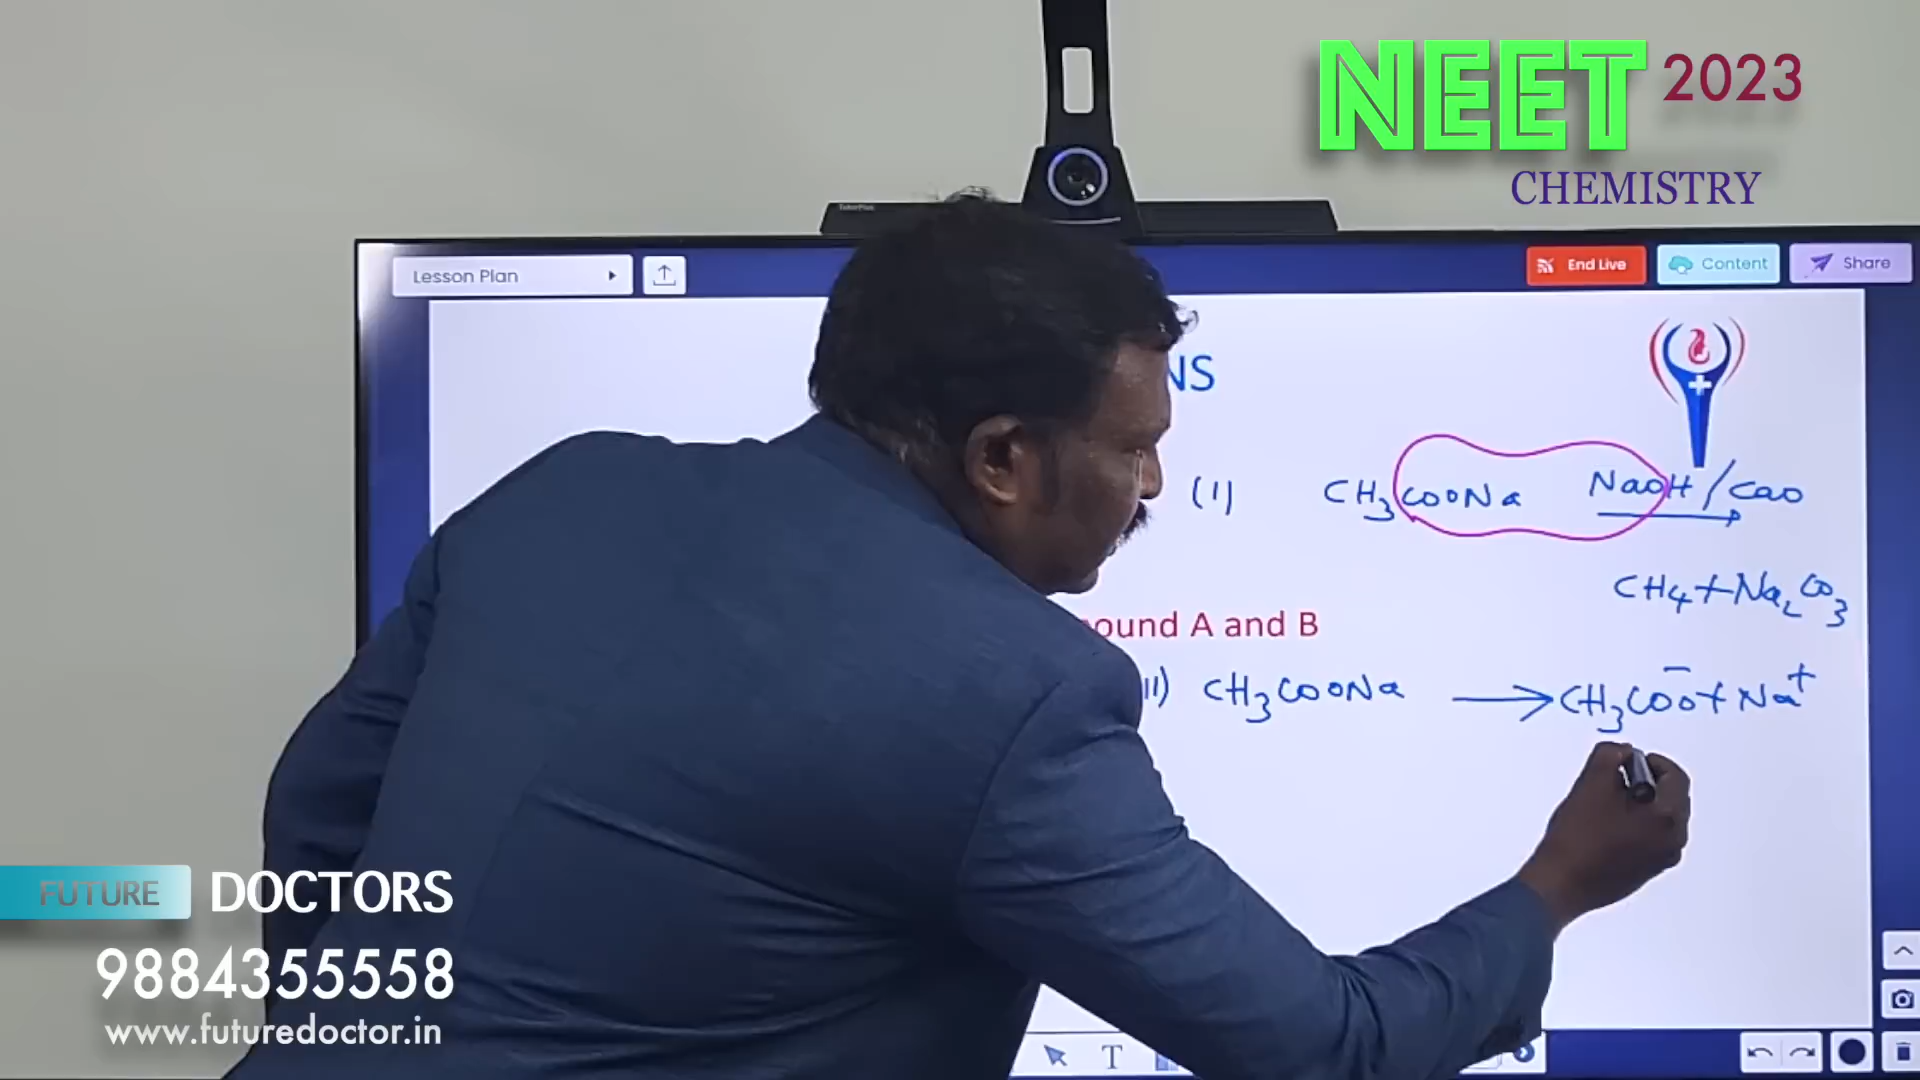 NEET 2023
CHEMISTRY
Lesson Plan
End Live
Content
Share
NS
(I) CH3COONa NaOH/CaO
CH4+Na2CO3
ound A and B
II) CH3COONa → CH3COO- + Na+
FUTURE DOCTORS
9884355558
www.futuredoctor.in
T